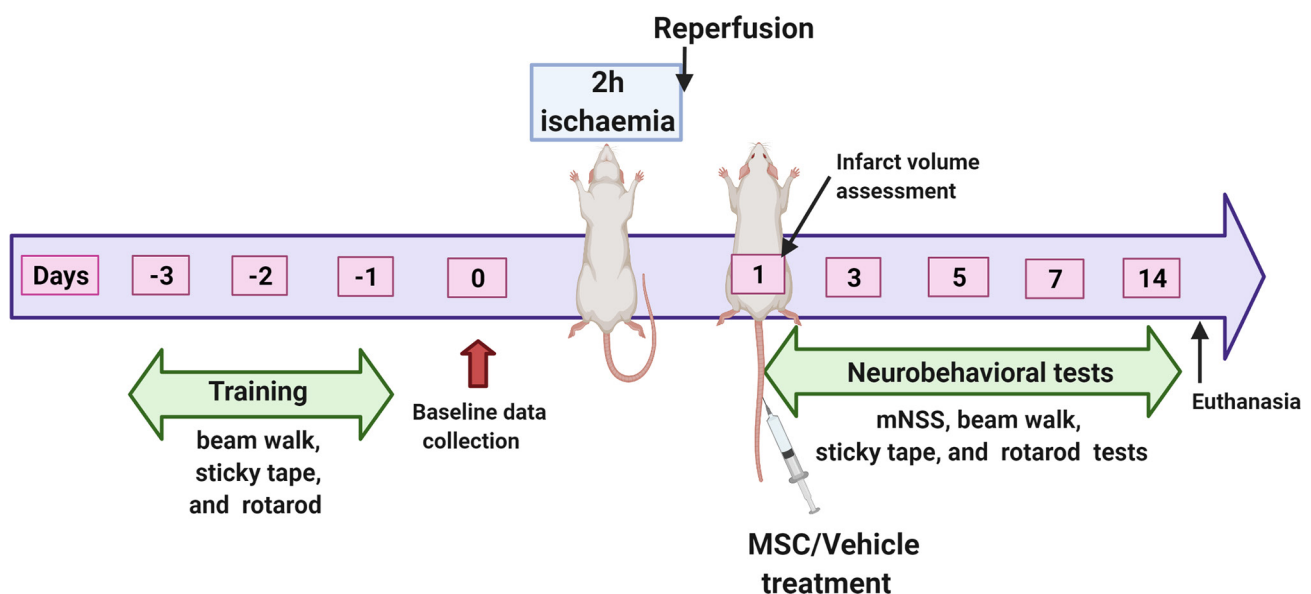 Reperfusion
2h
ischaemia
Infarct volume
assessment
Days
-3
-2
-1
0
1
3
5
7
14
Training
beam walk,
sticky tape,
and rotarod
Baseline data
collection
Neurobehavioral tests
mNSS, beam walk,
sticky tape, and rotarod tests
Euthanasia
MSC/Vehicle
treatment